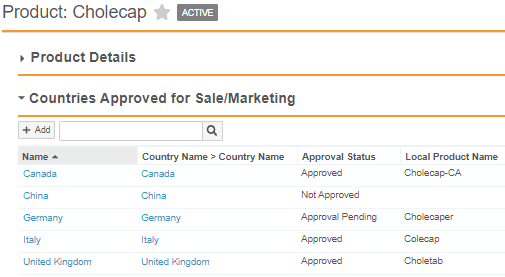 Product: Cholecap ACTIVE
Product Details
Countries Approved for Sale/Marketing
+ Add
Name Country Name > Country Name Approval Status Local Product Name
Canada Canada Approved Cholecap-CA
China China Not Approved
Germany Germany Approval Pending Cholecaper
Italy Italy Approved Colecap
United Kingdom United Kingdom Approved Choletab